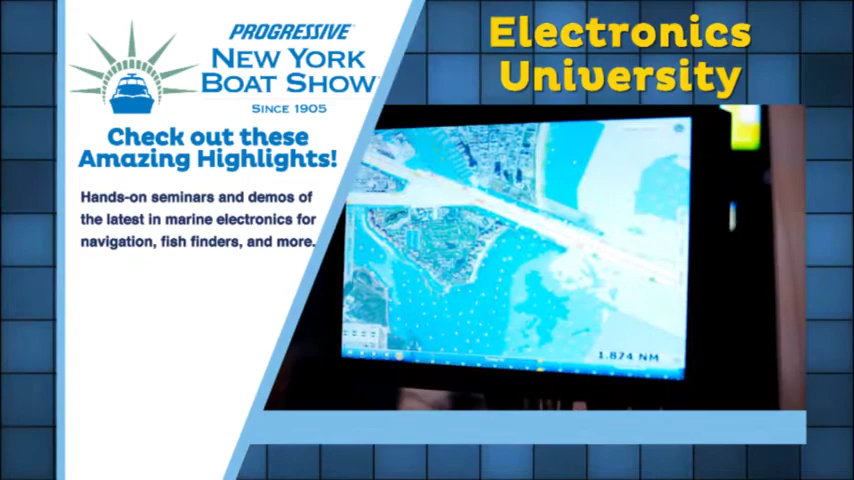 PROGRESSIVE
NEW YORK
BOAT SHOW
SINCE 1905
Check out these
Amazing Highlights!
Hands-on seminars and demos of
the latest in marine electronics for
navigation, fish finders, and more.
Electronics
University
1.874 NM